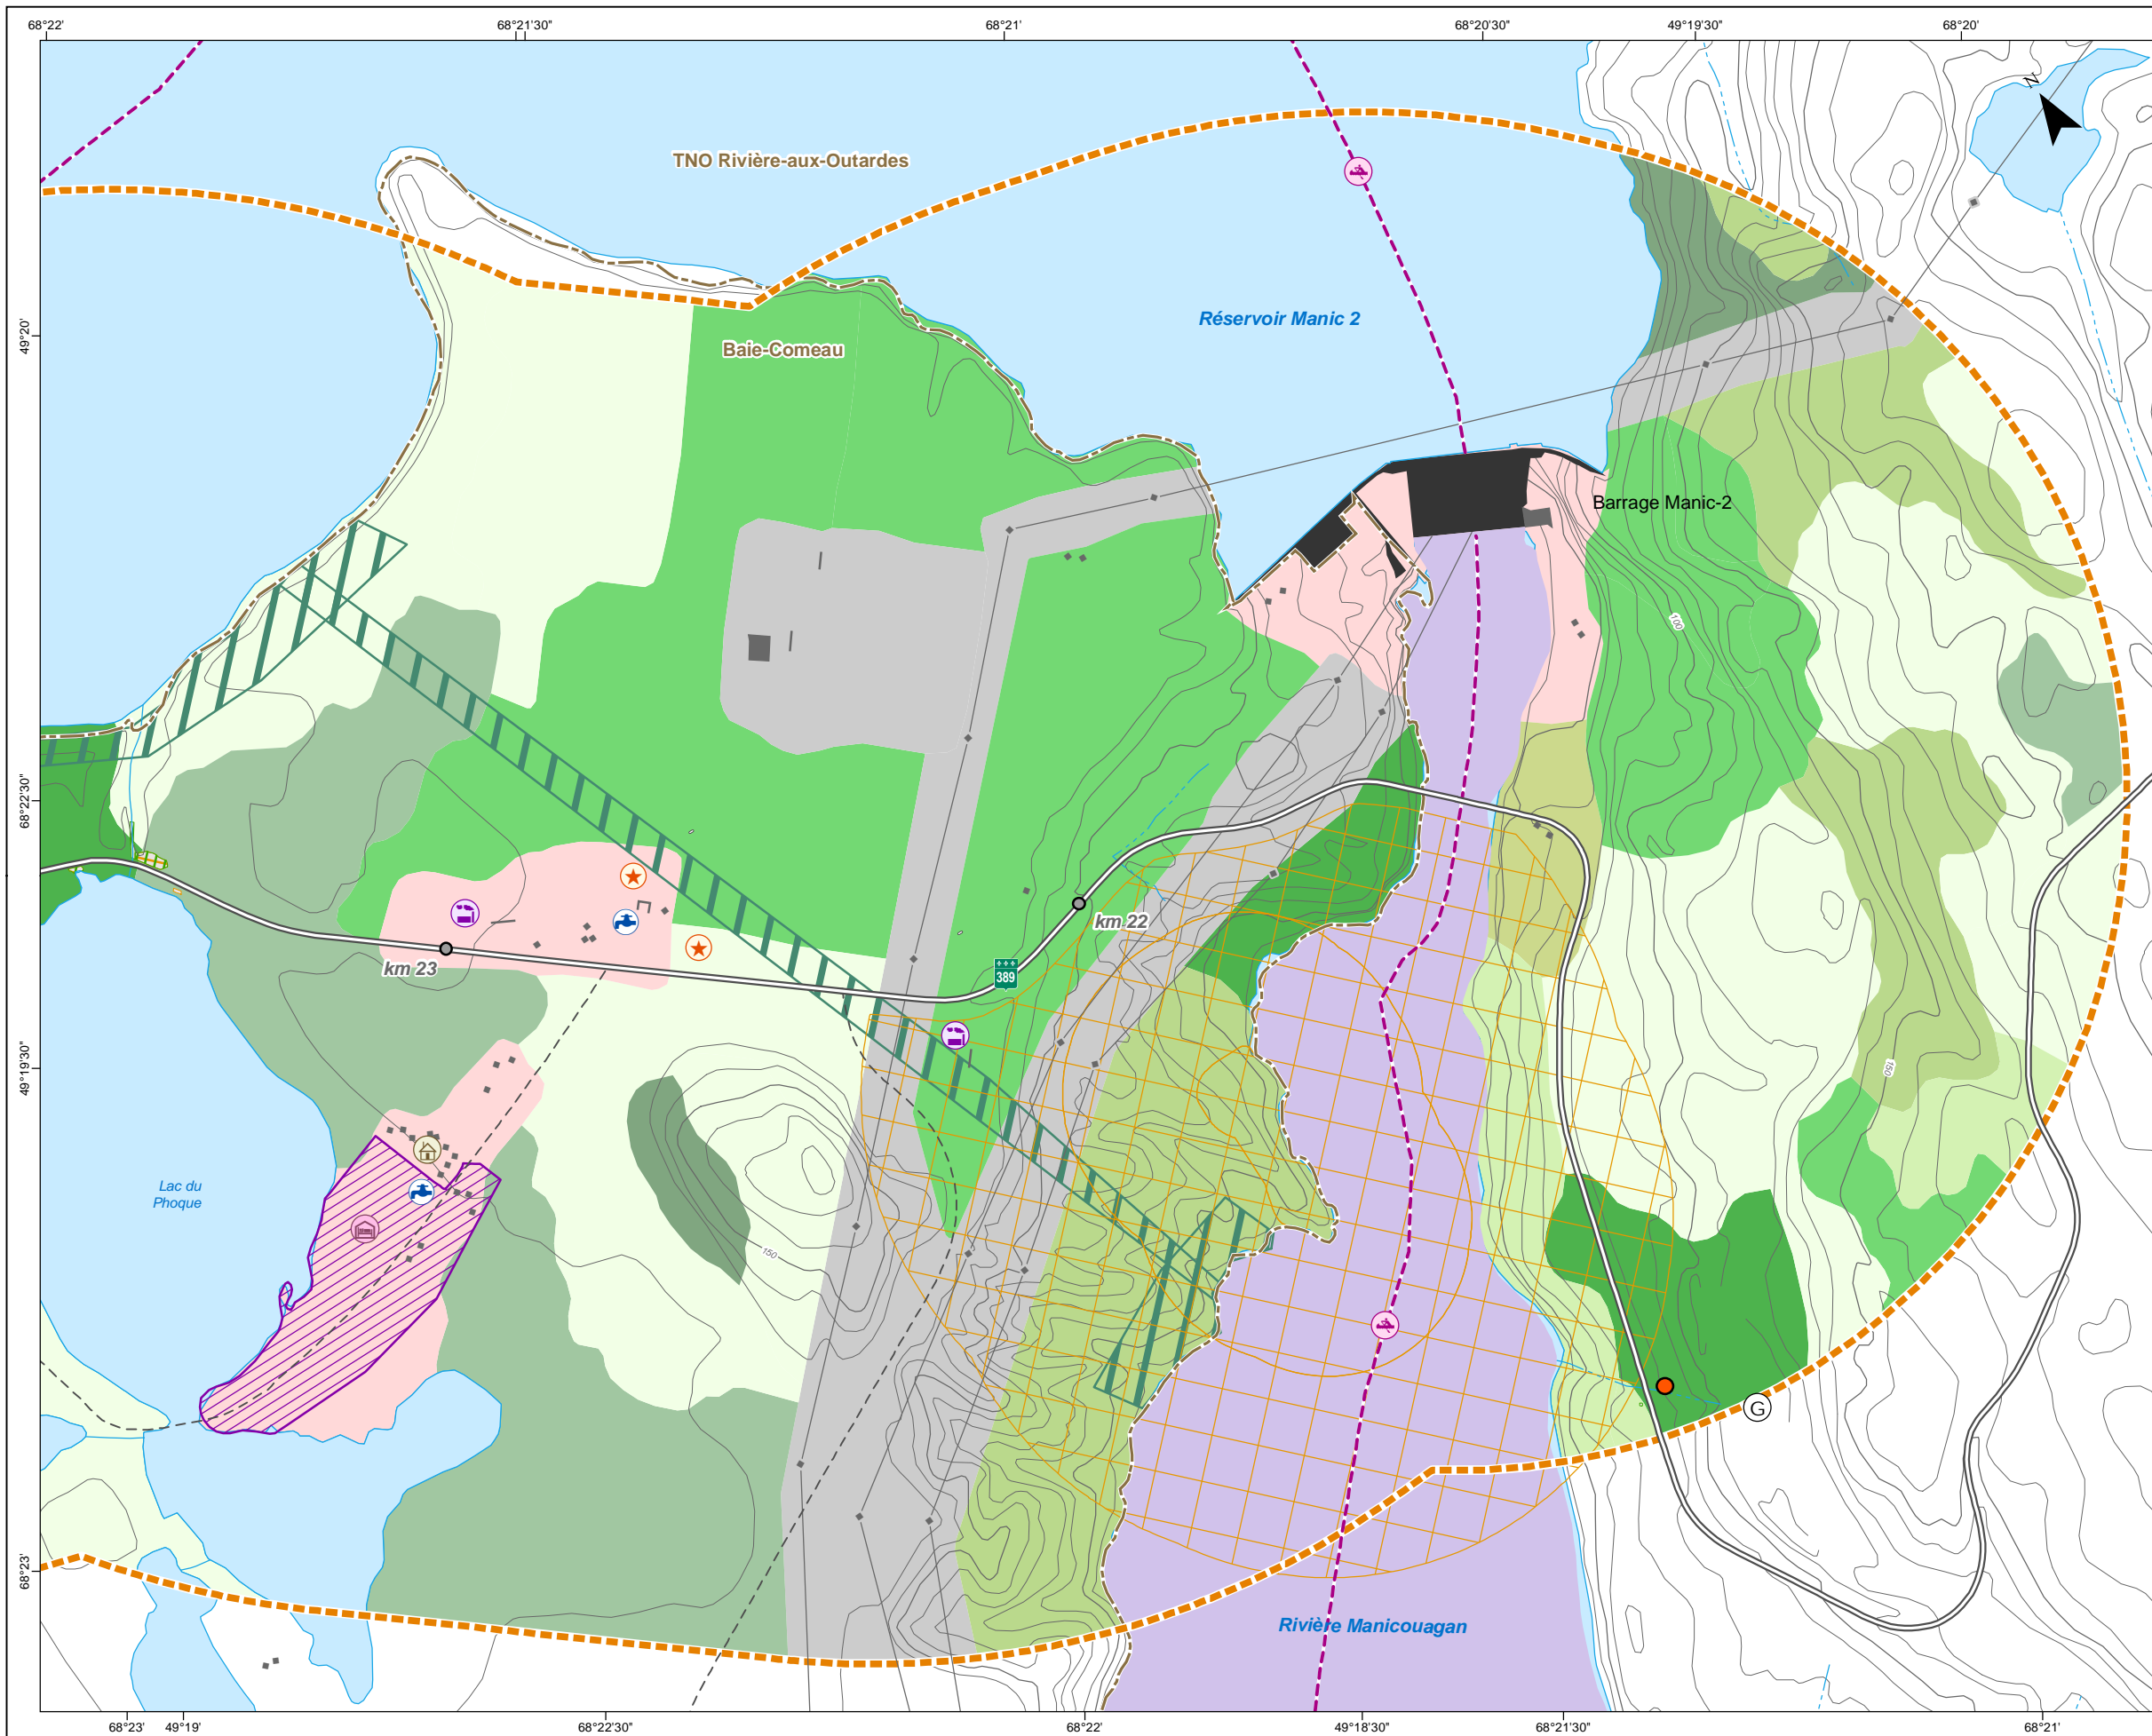 68°22'
68°21'30"
68°21'
68°20'30"
49°19'30"
68°20'
N
TNO Rivière-aux-Outardes
Réservoir Manic 2
49°20'
Baie-Comeau
Barrage Manic-2
100
68°22'30"
km 22
km 23
389
49°19'30"
150
Lac du
Phoque
150
G
68°23'
Rivière Manicouagan
68°23'
49°19'
68°22'30"
68°22'
49°18'30"
68°21'30"
68°21'